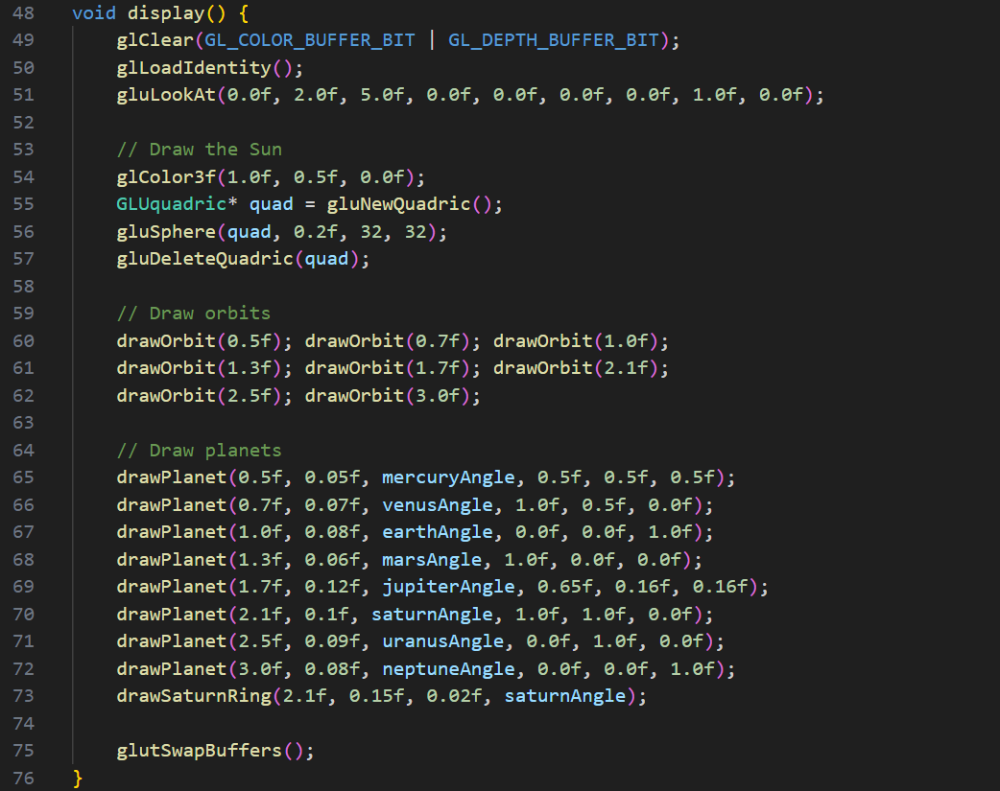 48 void display() {
49     glClear(GL_COLOR_BUFFER_BIT | GL_DEPTH_BUFFER_BIT);
50     glLoadIdentity();
51     gluLookAt(0.0f, 2.0f, 5.0f, 0.0f, 0.0f, 0.0f, 0.0f, 1.0f, 0.0f);
52
53     // Draw the Sun
54     glColor3f(1.0f, 0.5f, 0.0f);
55     GLUquadric* quad = gluNewQuadric();
56     gluSphere(quad, 0.2f, 32, 32);
57     gluDeleteQuadric(quad);
58
59     // Draw orbits
60     drawOrbit(0.5f); drawOrbit(0.7f); drawOrbit(1.0f);
61     drawOrbit(1.3f); drawOrbit(1.7f); drawOrbit(2.1f);
62     drawOrbit(2.5f); drawOrbit(3.0f);
63
64     // Draw planets
65     drawPlanet(0.5f, 0.05f, mercuryAngle, 0.5f, 0.5f, 0.5f);
66     drawPlanet(0.7f, 0.07f, venusAngle, 1.0f, 0.5f, 0.0f);
67     drawPlanet(1.0f, 0.08f, earthAngle, 0.0f, 0.0f, 1.0f);
68     drawPlanet(1.3f, 0.06f, marsAngle, 1.0f, 0.0f, 0.0f);
69     drawPlanet(1.7f, 0.12f, jupiterAngle, 0.65f, 0.16f, 0.16f);
70     drawPlanet(2.1f, 0.1f, saturnAngle, 1.0f, 1.0f, 0.0f);
71     drawPlanet(2.5f, 0.09f, uranusAngle, 0.0f, 1.0f, 0.0f);
72     drawPlanet(3.0f, 0.08f, neptuneAngle, 0.0f, 0.0f, 1.0f);
73     drawSaturnRing(2.1f, 0.15f, 0.02f, saturnAngle);
74
75     glutSwapBuffers();
76 }